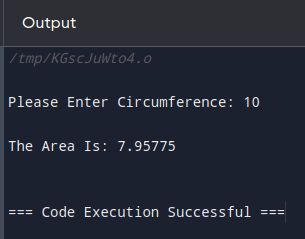 Output
/tmp/KGscJuWto4.o
Please Enter Circumference: 10
The Area Is: 7.95775
=== Code Execution Successful ===